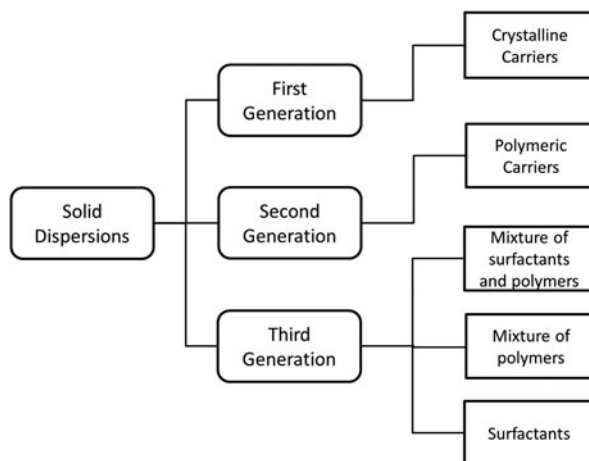 Crystalline
Carriers
First
Generation
Polymeric
Carriers
Solid
Dispersions
Second
Generation
Mixture of
surfactants
and polymers
Third
Generation
Mixture of
polymers
Surfactants